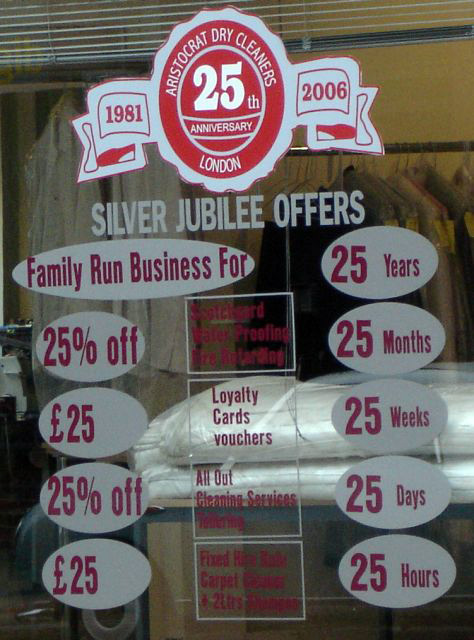 ARISTOCRAT DRY CLEANERS
1981
25th
2006
ANNIVERSARY
LONDON
SILVER JUBILEE OFFERS
Family Run Business For
25 Years
25% off
Scotchgard
Water Proofing
Fire Retarding
25 Months
£25
Loyalty
Cards
vouchers
25 Weeks
25% off
All Out
Cleaning Services
Tailoring
25 Days
£25
Fixed Hire Rate
Carpet Cleaner
+ 2Ltrs Shampoo
25 Hours